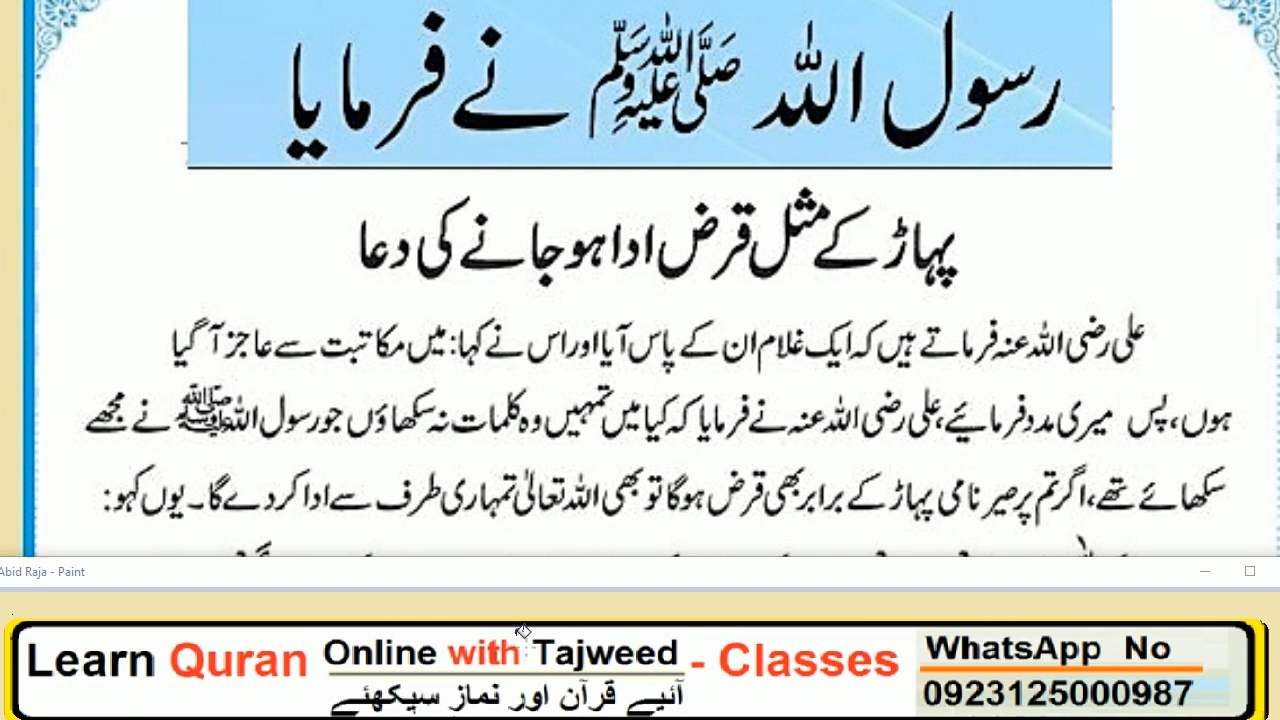 رسول اللہ ﷺ نے فرمایا
پہاڑ کے مثل قرض ادا ہو جانے کی دعا
علی رضی اللہ عنہ فرماتے ہیں کہ ایک غلام ان کے پاس آیا اور اس نے کہا: میں مکاتبت سے عاجز آ گیا
ہوں، پس میری مدد فرمائیے، علی رضی اللہ عنہ نے فرمایا کہ کیا میں تمہیں وہ کلمات نہ سکھاؤں جو رسول اللہ ﷺ نے مجھے
سکھائے تھے، اگر تم پر صیر نامی پہاڑ کے برابر بھی قرض ہوگا تو بھی اللہ تعالیٰ تمہاری طرف سے ادا کر دے گا۔ یوں کہو:
Abid Raja - Paint
Learn Quran Online with Tajweed - Classes
آئیے قرآن اور نماز سیکھئے
WhatsApp No
0923125000987